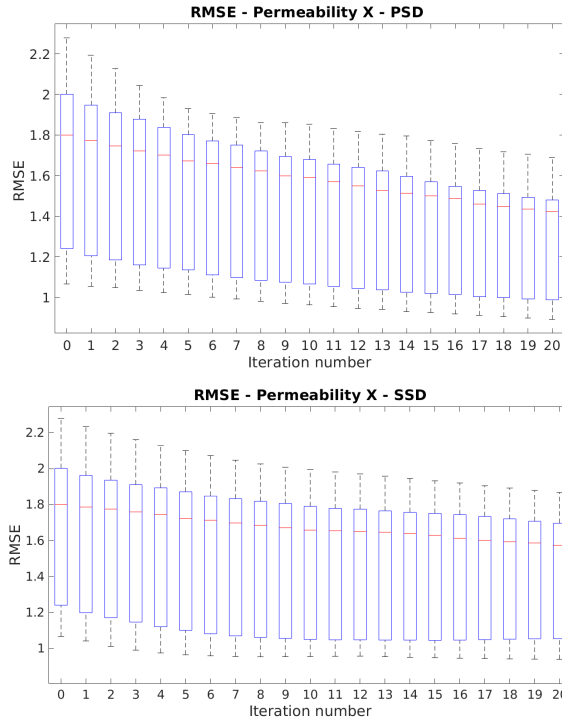 RMSE - Permeability X - PSD
2.2
2
1.8
1.6
1.4
1.2
1
RMSE
0 1 2 3 4 5 6 7 8 9 10 11 12 13 14 15 16 17 18 19 20
Iteration number
RMSE - Permeability X - SSD
2.2
2
1.8
1.6
1.4
1.2
1
RMSE
0 1 2 3 4 5 6 7 8 9 10 11 12 13 14 15 16 17 18 19 20
Iteration number